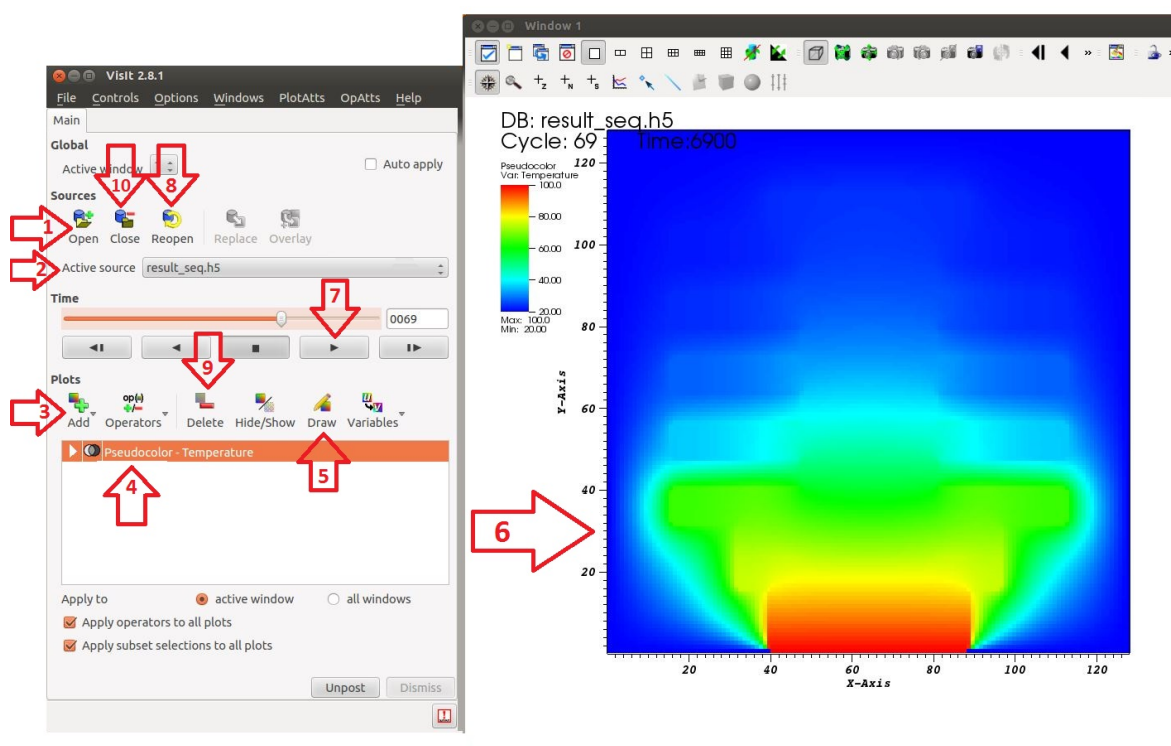 VisIt 2.8.1
File Controls Options Windows PlotAtts OpAtts Help
Main
Global
Active window
Auto apply
10
8
Sources
1
Open Close Reopen Replace Overlay
2
Active source result_seq.h5
Time
7
0069
9
Plots
3
op(u)
+/-
Add Operators Delete Hide/Show Draw Variables
Pseudocolor - Temperature
4
5
Apply to active window all windows
Apply operators to all plots
Apply subset selections to all plots
Unpost Dismiss
Window 1
DB: result_seq.h5
Cycle: 69 Time:6900
Pseudocolor
Var: Temperature
100.0
80.00
60.00
40.00
20.00
Max: 100.0
Min: 20.00
120
100
80
60
40
20
Y-Axis
6
20 40 60 80 100 120
X-Axis